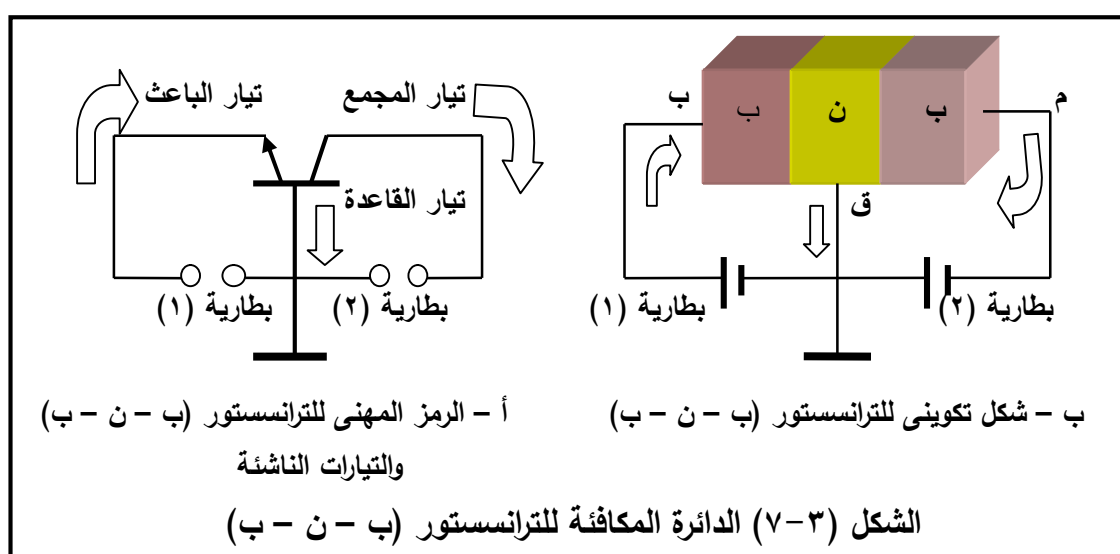 م
ب
ب
ن
ب
ق
بطارية (١)
بطارية (٢)
تيار الباعث
تيار المجمع
تيار القاعدة
بطارية (١)
بطارية (٢)
أ – الرمز المهنى للترانسستور (ب – ن – ب)
والتيارات الناشئة
ب – شكل تكوينى للترانسستور (ب – ن – ب)
الشكل (٣-٧) الدائرة المكافئة للترانسستور (ب – ن – ب)